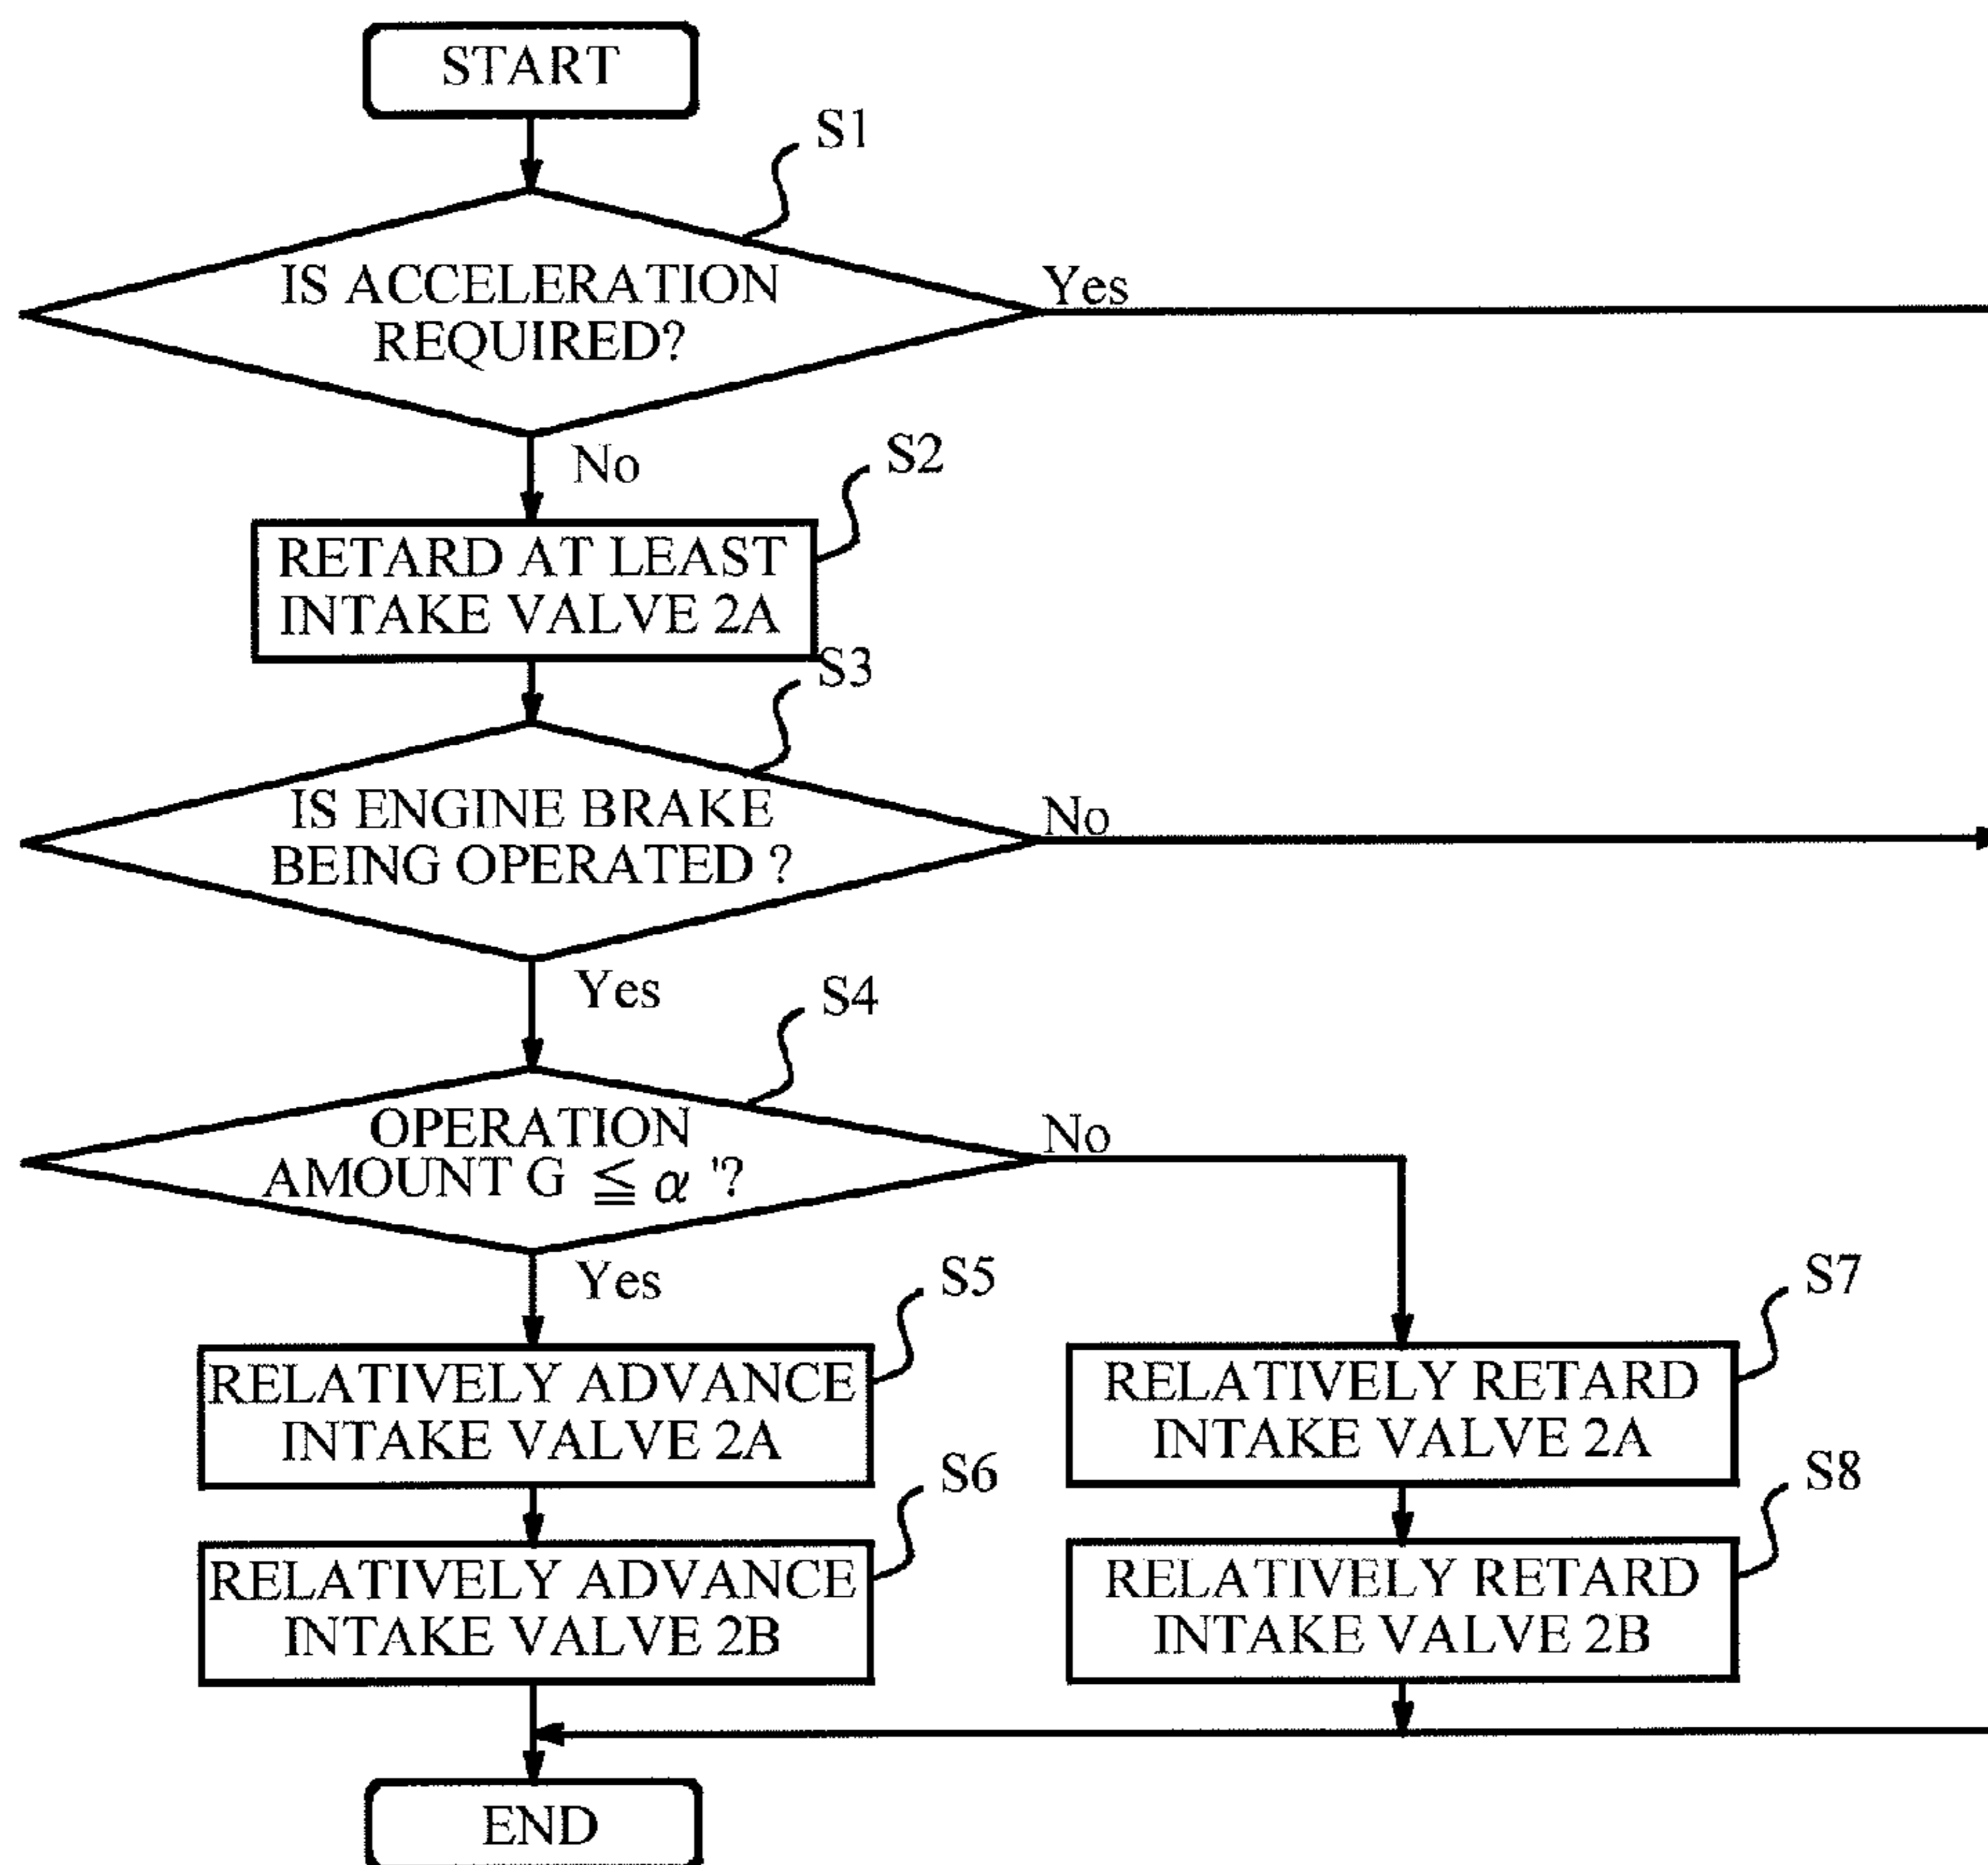 START
S1
IS ACCELERATION
REQUIRED?
Yes
No
S2
RETARD AT LEAST
INTAKE VALVE 2A
S3
IS ENGINE BRAKE
BEING OPERATED ?
No
Yes
S4
OPERATION
AMOUNT G ≦ α '?
No
Yes
S5
RELATIVELY ADVANCE
INTAKE VALVE 2A
S7
RELATIVELY RETARD
INTAKE VALVE 2A
S6
RELATIVELY ADVANCE
INTAKE VALVE 2B
S8
RELATIVELY RETARD
INTAKE VALVE 2B
END